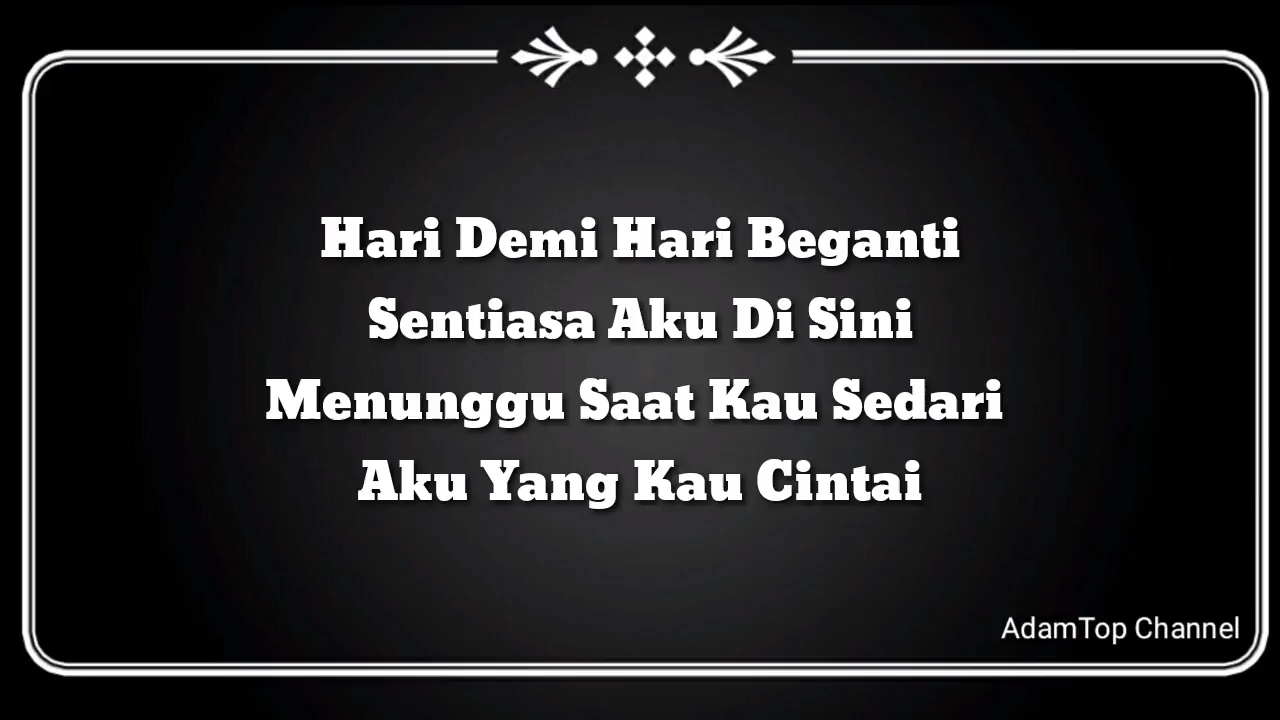 Hari Demi Hari Beganti
Sentiasa Aku Di Sini
Menunggu Saat Kau Sedari
Aku Yang Kau Cintai
AdamTop Channel